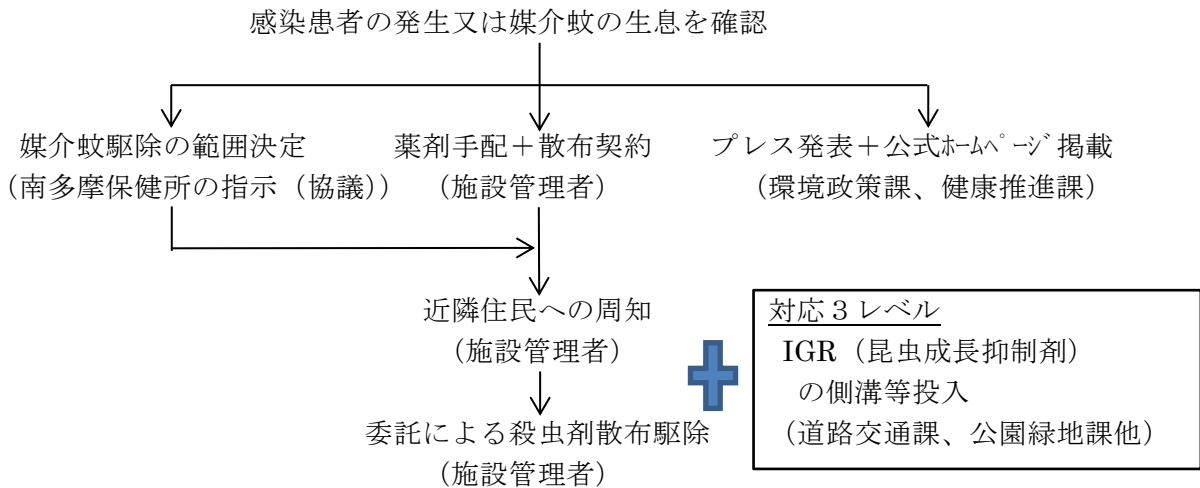 感染患者の発生又は媒介蚊の生息を確認
媒介蚊駆除の範囲決定
（南多摩保健所の指示（協議））
薬剤手配＋散布契約
（施設管理者）
プレス発表＋公式ﾎｰﾑﾍﾟｰｼﾞ掲載
（環境政策課、健康推進課）
近隣住民への周知
（施設管理者）
委託による殺虫剤散布駆除
（施設管理者）
対応３レベル
IGR（昆虫成長抑制剤）
の側溝等投入
（道路交通課、公園緑地課他）